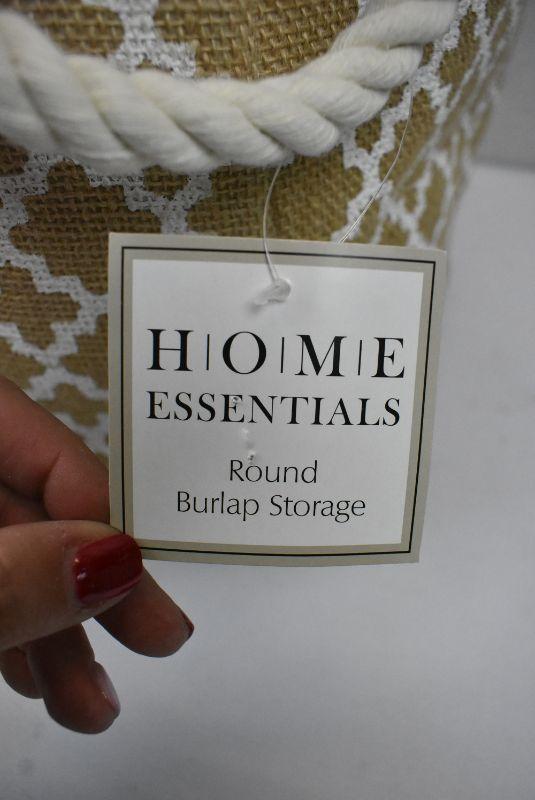 H|O|M|E
ESSENTIALS
Round
Burlap Storage